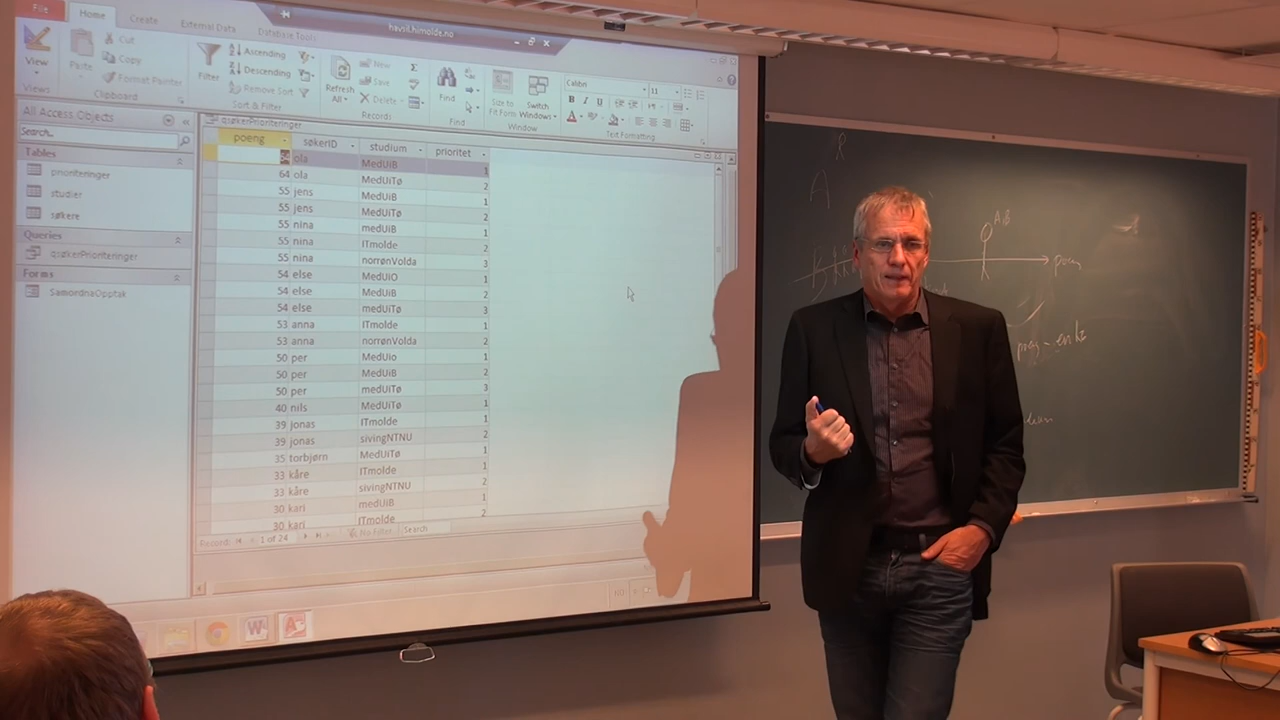 havsil.himolde.no
File Home Create External Data Database Tools
View
Paste
Cut
Copy
Format Painter
Filter
Ascending
Descending
Remove Sort
Refresh
All
New
Save
Delete
Σ
Find
Size to
Fit Form
Switch
Windows
Calibri 11
B I U
A
Views Clipboard Sort & Filter Records Find Window Text Formatting
All Access Objects
Search...
Tables
prioriteringer
studier
søkere
Queries
qsøkerPrioriteringer
Forms
SamordnaOpptak
qsøkerPrioriteringer
poeng søkerID studium prioritet
64 ola MedUiB 1
64 ola MedUiTø 2
55 jens MedUiB 1
55 jens MedUiTø 2
55 nina medUiB 1
55 nina ITmolde 2
55 nina norrønVolda 3
54 else MedUiO 1
54 else MedUiB 2
54 else medUiTø 3
53 anna ITmolde 1
53 anna norrønVolda 2
50 per MedUio 1
50 per MedUiB 2
50 per medUiTø 3
40 nils MedUiTø 1
39 jonas ITmolde 1
39 jonas sivingNTNU 2
35 torbjørn MedUiTø 1
33 kåre ITmolde 1
33 kåre sivingNTNU 2
30 kari medUiB 1
30 kari ITmolde 2
Record: 1 of 24 No Filter Search
R
A
A B
poeng